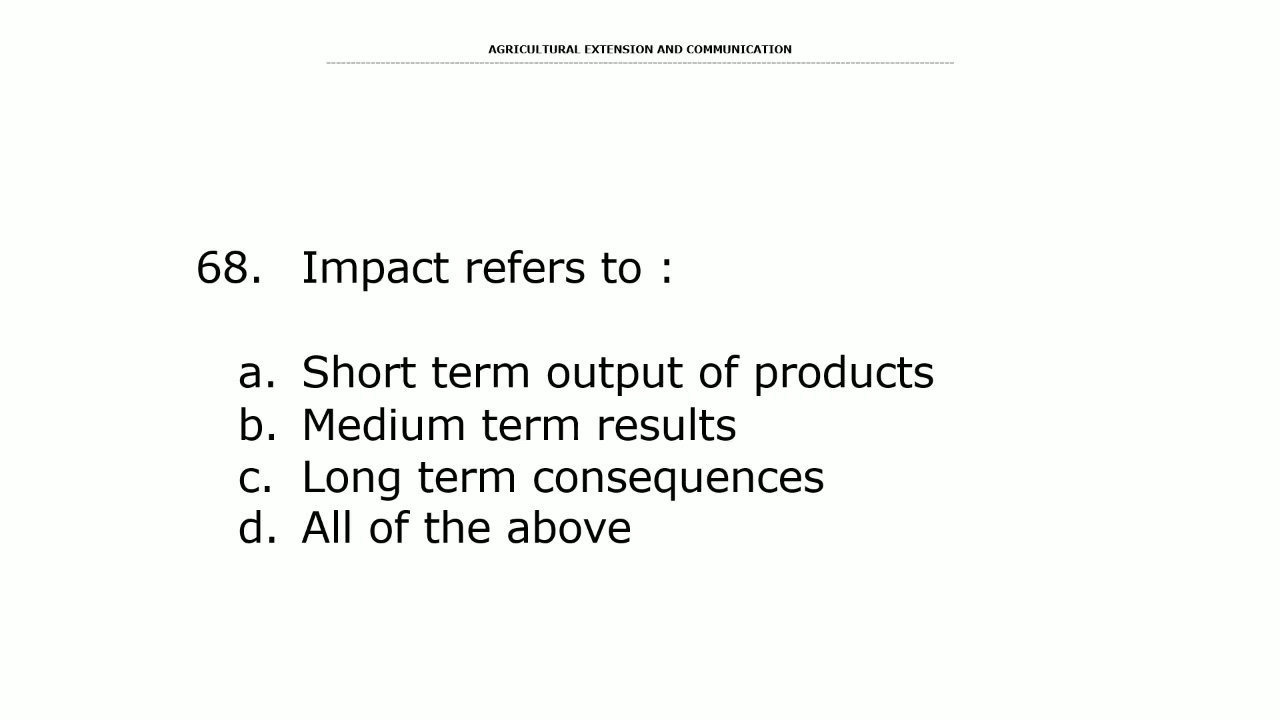 AGRICULTURAL EXTENSION AND COMMUNICATION
68. Impact refers to :
a. Short term output of products
b. Medium term results
c. Long term consequences
d. All of the above